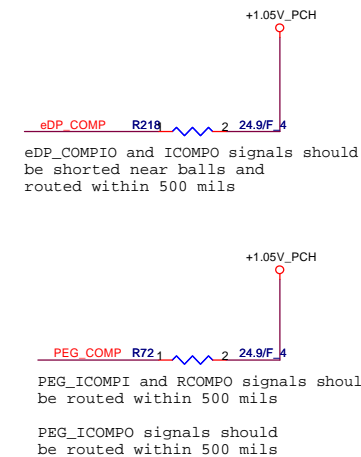 +1.05V_PCH
eDP_COMP R218 1 2 24.9/F_4
eDP_COMPIO and ICOMPO signals should
be shorted near balls and
routed within 500 mils
+1.05V_PCH
PEG_COMP R72 1 2 24.9/F_4
PEG_ICOMPI and RCOMPO signals shoul
be routed within 500 mils
PEG_ICOMPO signals should
be routed within 500 mils